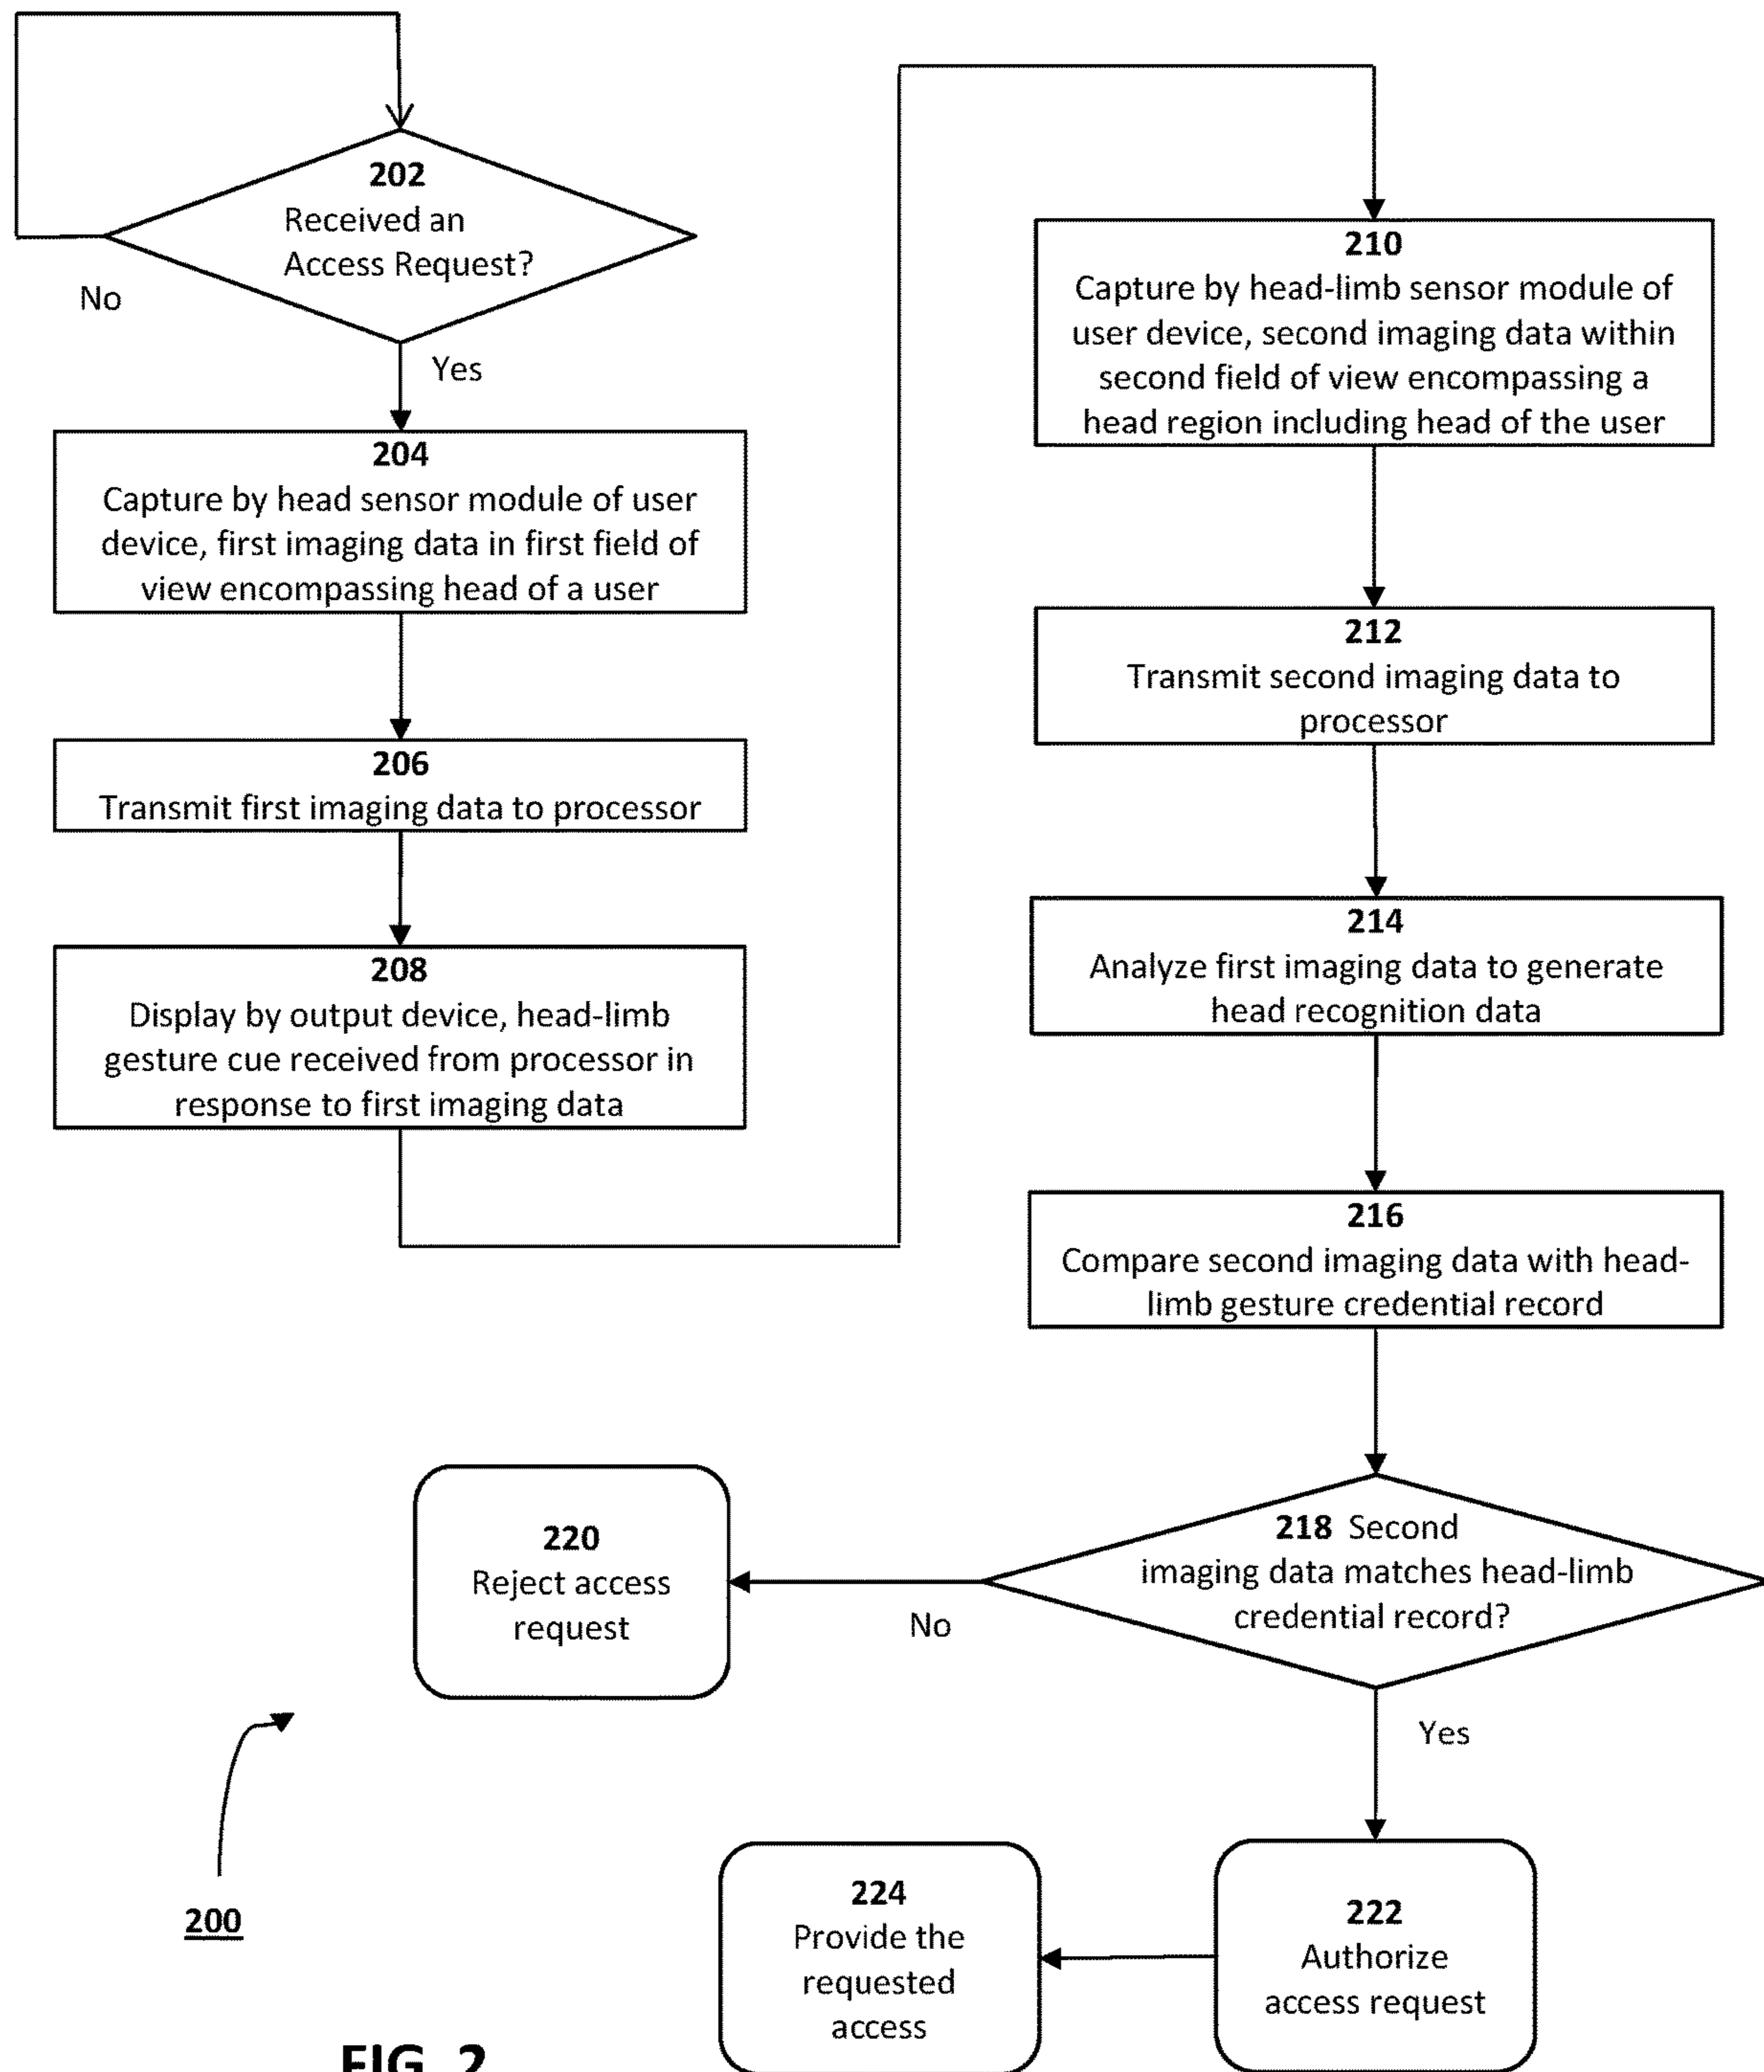 202
Received an
Access Request?
No
Yes
204
Capture by head sensor module of user
device, first imaging data in first field of
view encompassing head of a user
206
Transmit first imaging data to processor
208
Display by output device, head-limb
gesture cue received from processor in
response to first imaging data
210
Capture by head-limb sensor module of
user device, second imaging data within
second field of view encompassing a
head region including head of the user
212
Transmit second imaging data to
processor
214
Analyze first imaging data to generate
head recognition data
216
Compare second imaging data with head-
limb gesture credential record
218 Second
imaging data matches head-limb
credential record?
No
220
Reject access
request
Yes
222
Authorize
access request
224
Provide the
requested
access
200
FIG. 2